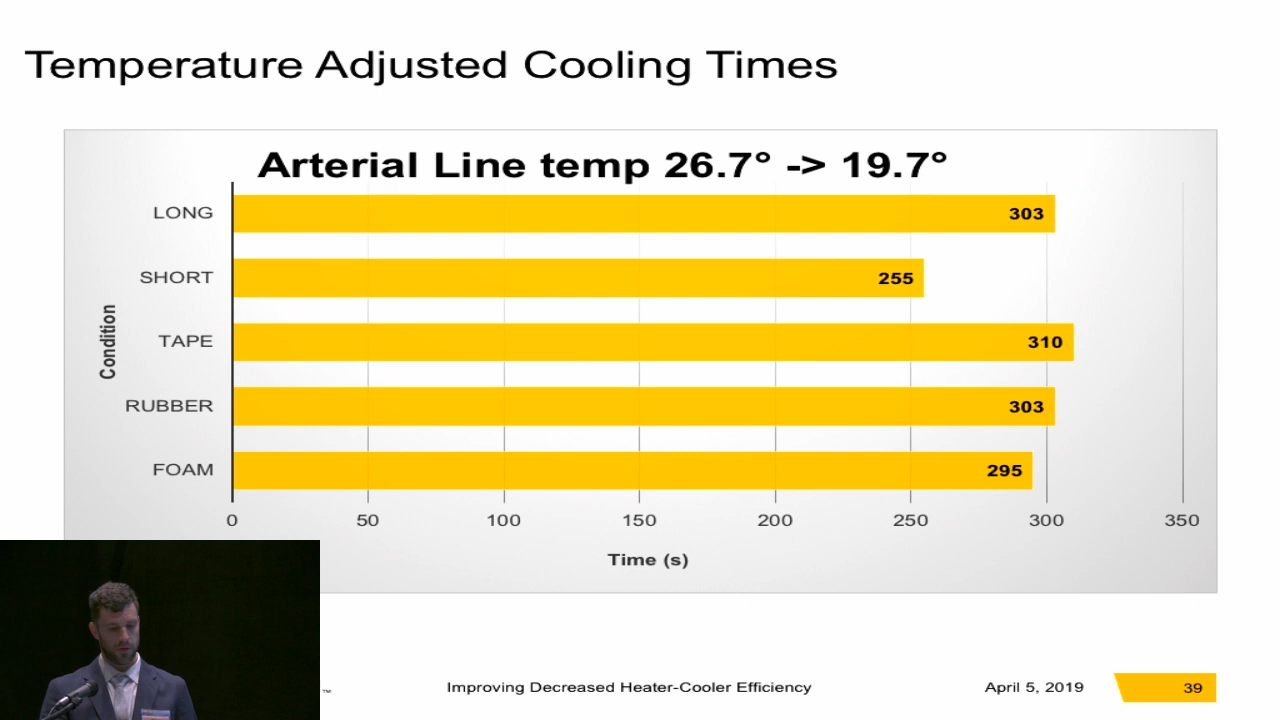 Temperature Adjusted Cooling Times
Arterial Line temp 26.7° -> 19.7°
Condition
LONG
303
SHORT
255
TAPE
310
RUBBER
303
FOAM
295
0 50 100 150 200 250 300 350
Time (s)
™
Improving Decreased Heater-Cooler Efficiency
April 5, 2019
39